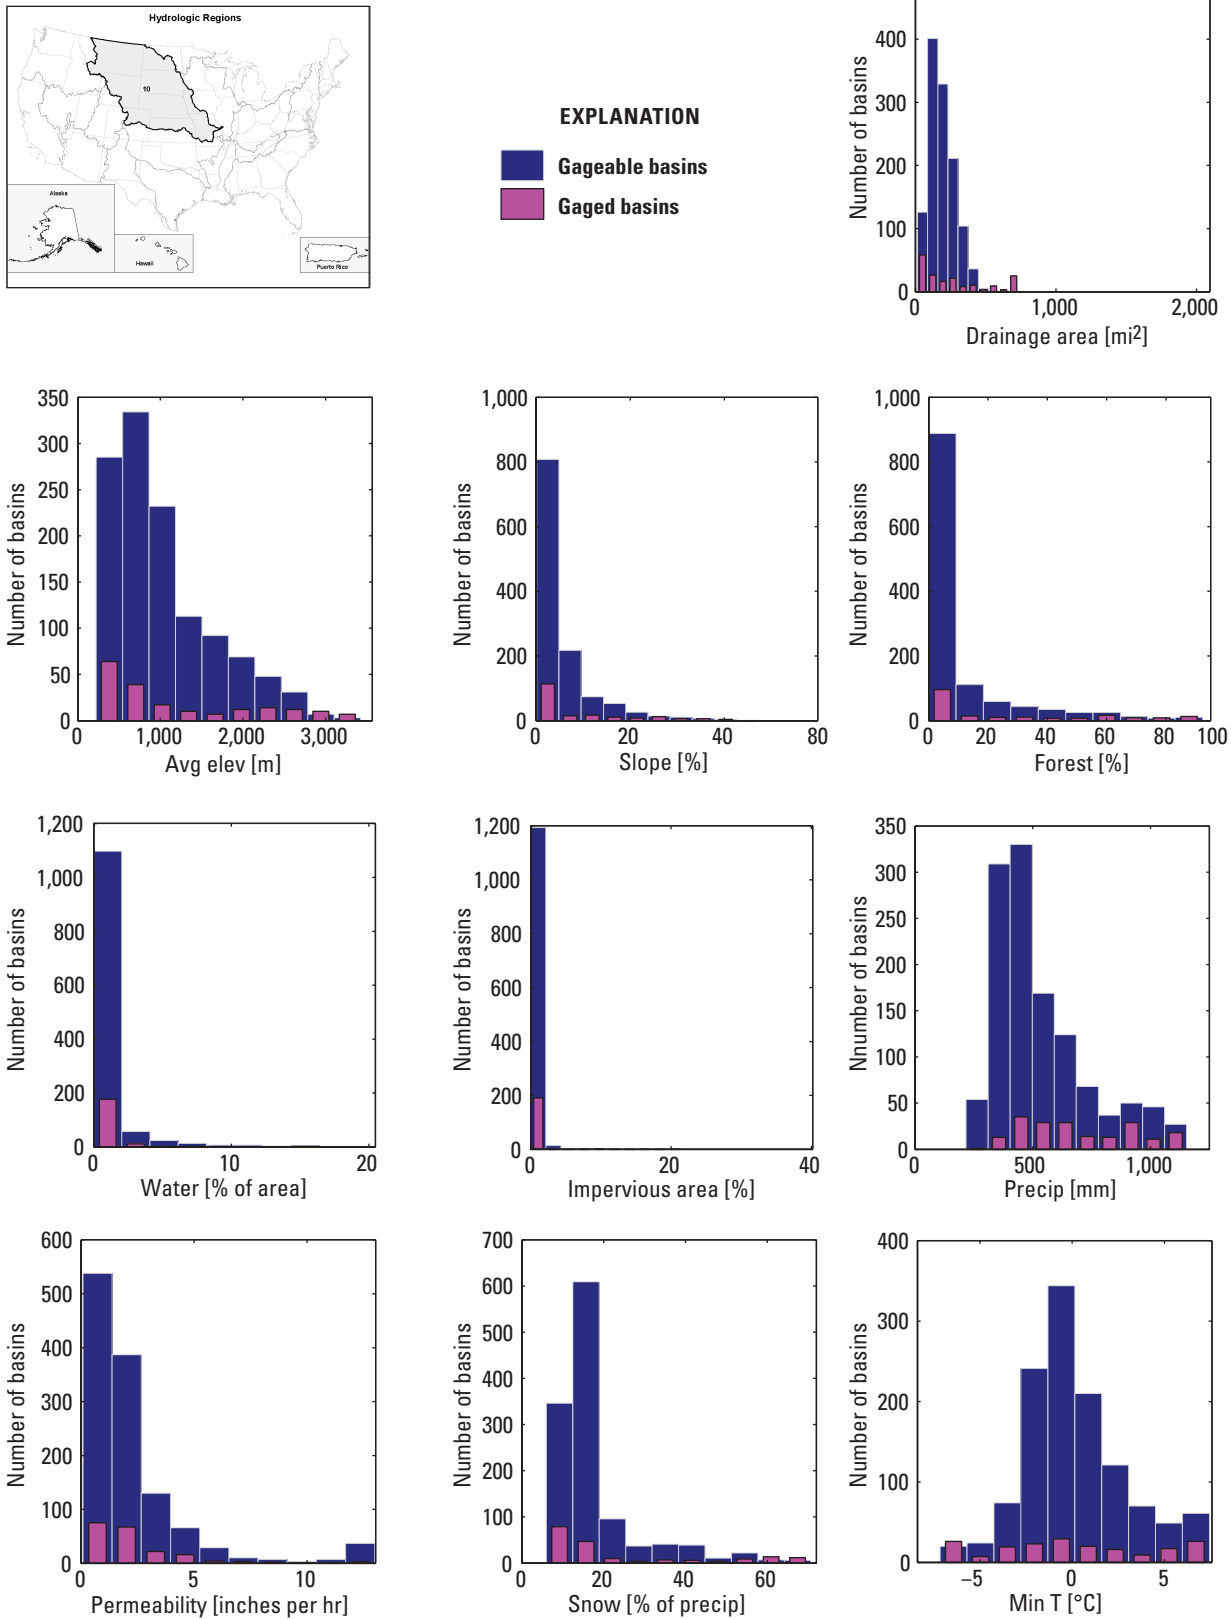 Hydrologic Regions
10
Alaska
Hawaii
Puerto Rico
EXPLANATION
Gageable basins
Gaged basins
Number of basins
400
300
200
100
0
0 1,000 2,000
Drainage area [mi2]
Number of basins
350
300
250
200
150
100
50
0
0 1,000 2,000 3,000
Avg elev [m]
Number of basins
1,000
800
600
400
200
0
0 20 40 80
Slope [%]
Number of basins
1,000
800
600
400
200
0
0 20 40 60 80 100
Forest [%]
Number of basins
1,200
1,000
800
600
400
200
0
0 10 20
Water [% of area]
Number of basins
1,200
1,000
800
600
400
200
0
0 20 40
Impervious area [%]
Nnumber of basins
350
300
250
200
150
100
50
0
0 500 1,000
Precip [mm]
Number of basins
600
500
400
300
200
100
0
0 5 10
Permeability [inches per hr]
Number of basins
700
600
500
400
300
200
100
0
0 20 40 60
Snow [% of precip]
Number of basins
400
300
200
100
0
–5 0 5
Min T [°C]